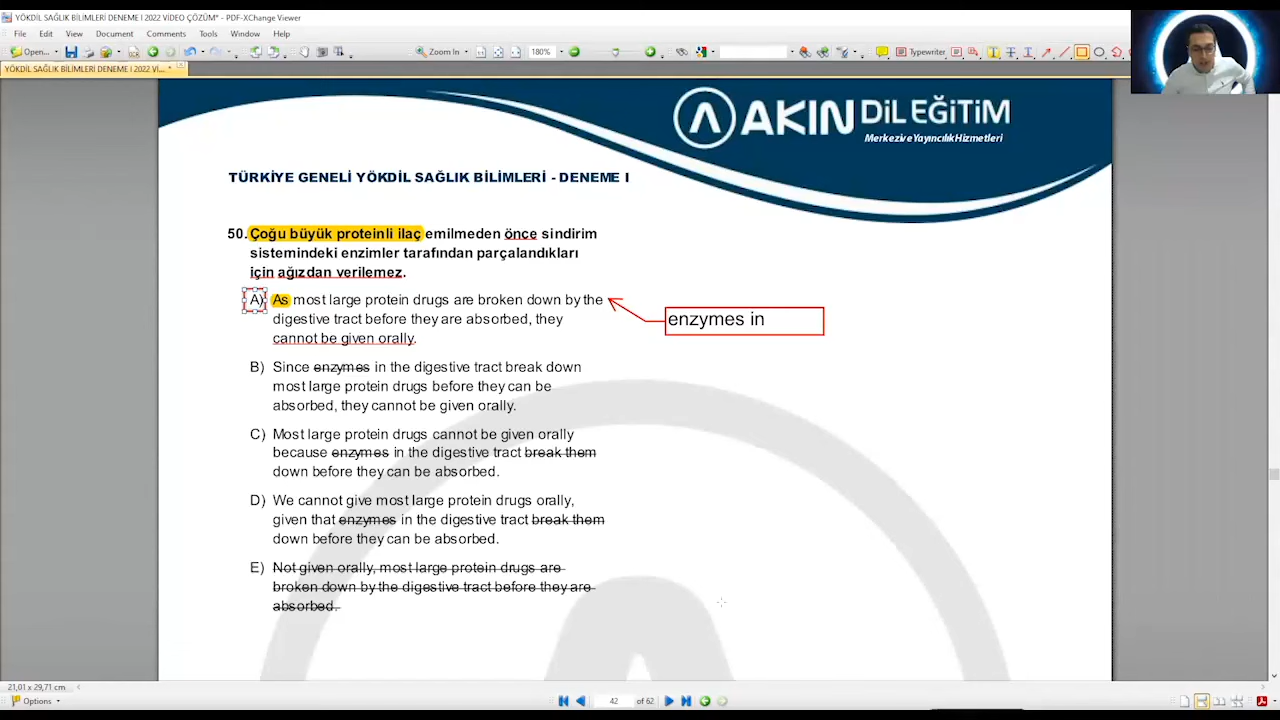 YÖKDİL SAĞLIK BİLİMLERİ DENEME I 2022 VİDEO ÇÖZÜM* - PDF-XChange Viewer
File Edit View Document Comments Tools Window Help
Open... Zoom In 180% Typewriter
YÖKDİL SAĞLIK BİLİMLERİ DENEME I 2022 Vİ... *
AKIN DİL EĞİTİM
Merkezi ve Yayıncılık Hizmetleri
TÜRKİYE GENELİ YÖKDİL SAĞLIK BİLİMLERİ - DENEME I
50. Çoğu büyük proteinli ilaç emilmeden önce sindirim
sistemindeki enzimler tarafından parçalandıkları
için ağızdan verilemez.
A) As most large protein drugs are broken down by the
digestive tract before they are absorbed, they
cannot be given orally.
enzymes in
B) Since enzymes in the digestive tract break down
most large protein drugs before they can be
absorbed, they cannot be given orally.
C) Most large protein drugs cannot be given orally
because enzymes in the digestive tract break them
down before they can be absorbed.
D) We cannot give most large protein drugs orally,
given that enzymes in the digestive tract break them
down before they can be absorbed.
E) Not given orally, most large protein drugs are
broken down by the digestive tract before they are
absorbed.
21,01 x 29,71 cm
Options 42 of 62